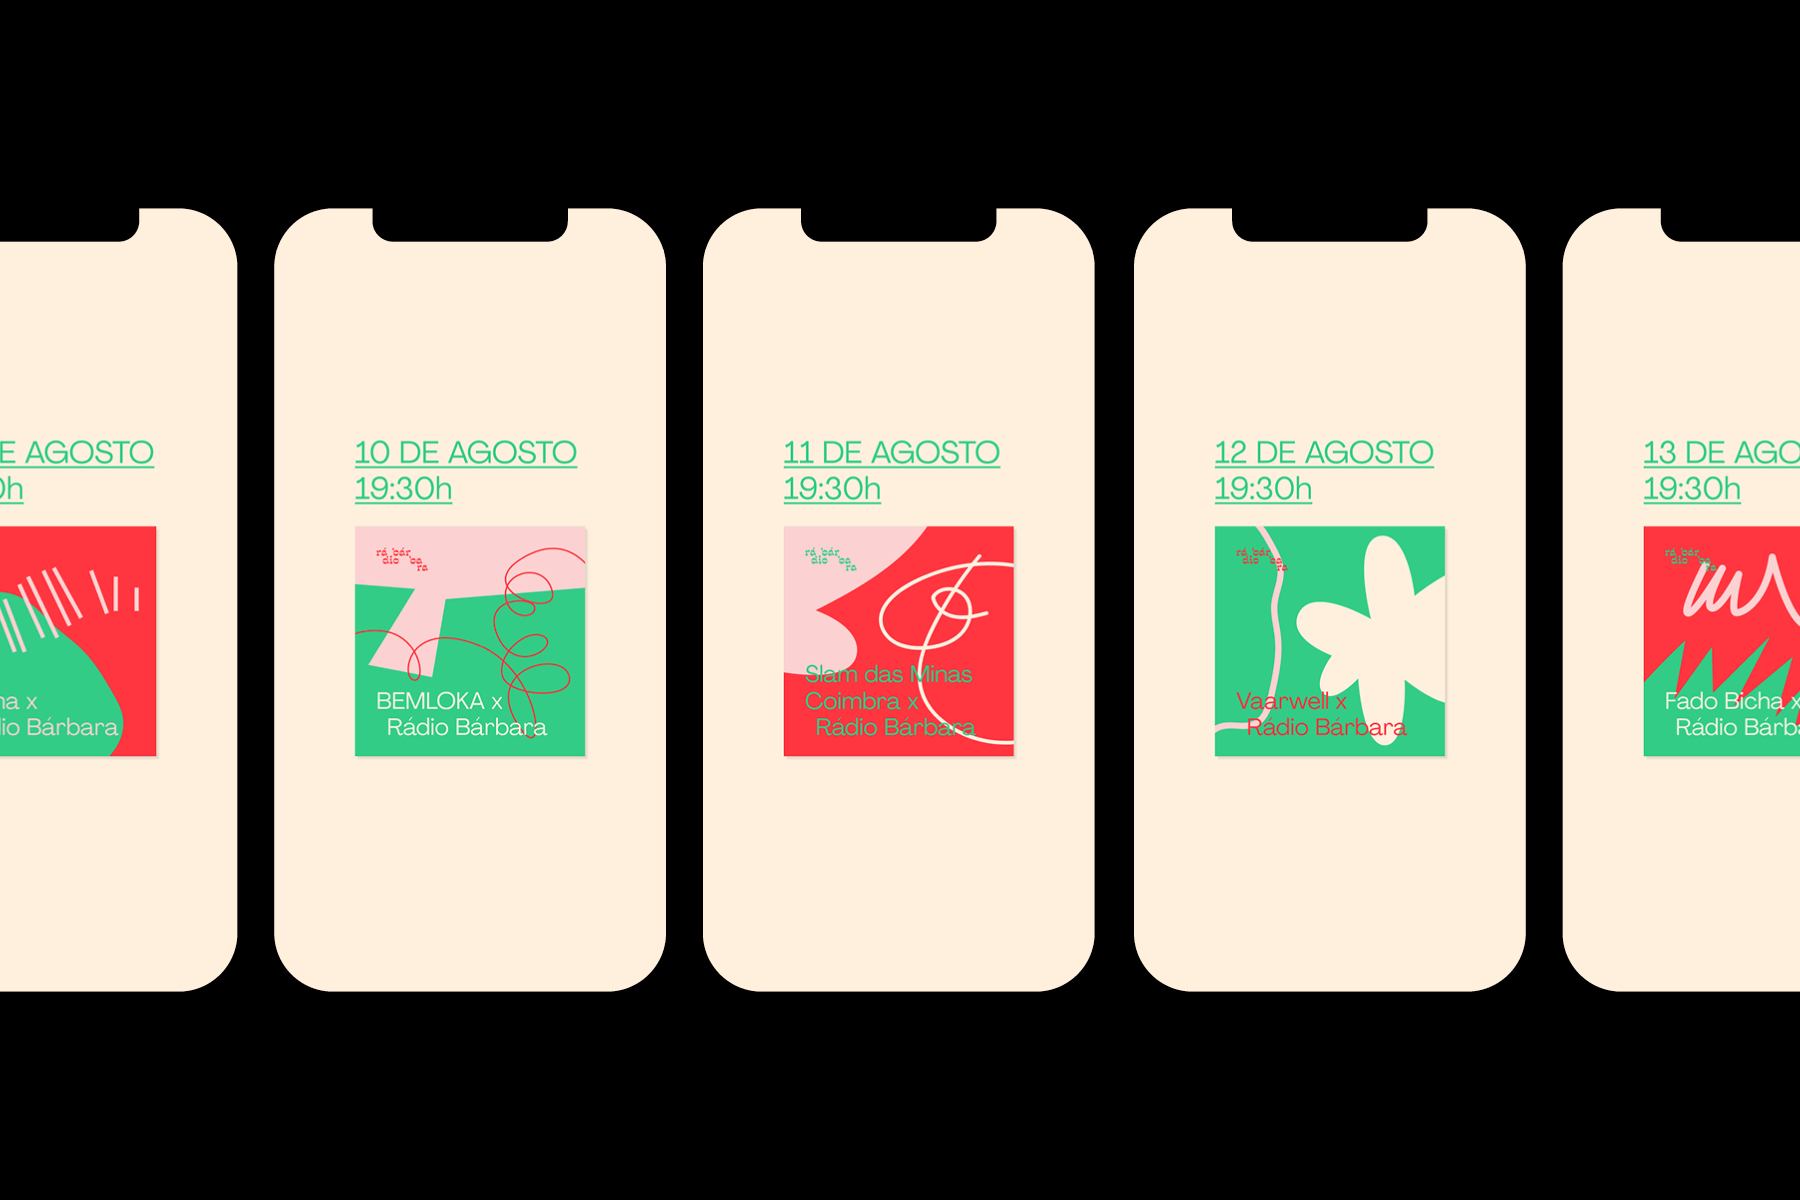 E AGOSTO
0h
na x
dio Bárbara
10 DE AGOSTO
19:30h
rá bár
dio ba
ra
BEMLOKA x
Rádio Bárbara
11 DE AGOSTO
19:30h
rá bár
dio ba
ra
Slam das Minas
Coimbra x
Rádio Bárbara
12 DE AGOSTO
19:30h
rá bár
dio ba
ra
Vaarwell x
Rádio Bárbara
13 DE AGO
19:30h
rá bár
dio ba
ra
Fado Bicha x
Rádio Bárb